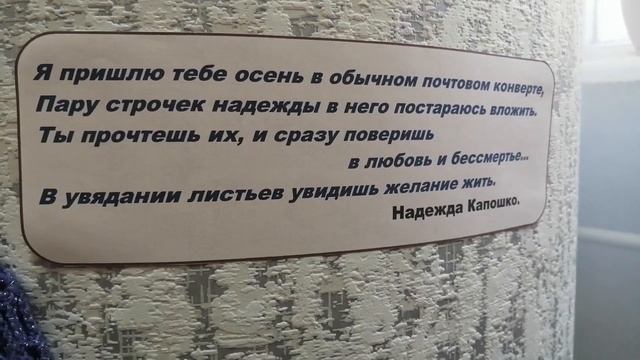 Я пришлю тебе осень в обычном почтовом конверте,
Пару строчек надежды в него постараюсь вложить.
Ты прочтешь их, и сразу поверишь
в любовь и бессмертье...
В увядании листьев увидишь желание жить.
Надежда Капошко.